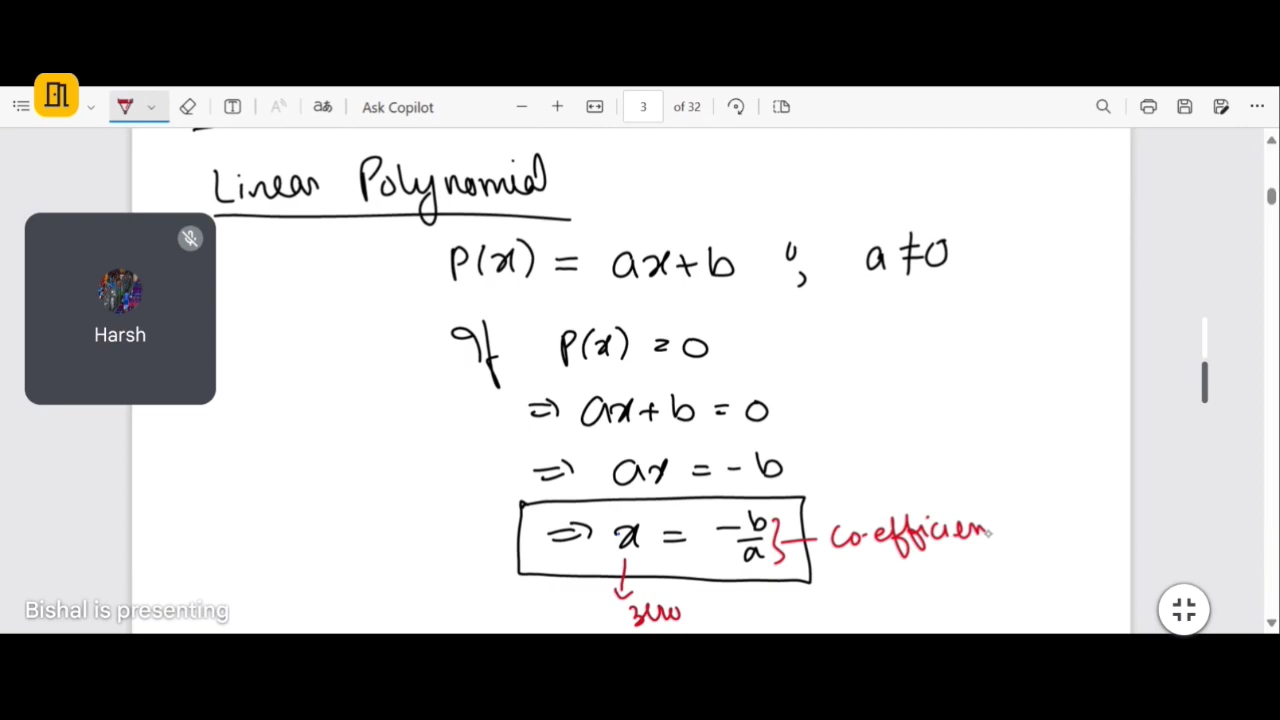 Ask Copilot
3 of 32
Linear Polynomial
P(x) = ax+b ; a≠0
If P(x) = 0
⇒ ax+b = 0
⇒ ax = -b
⇒ x = -b/a } — Co-efficien
↓
zero
Harsh
Bishal is presenting